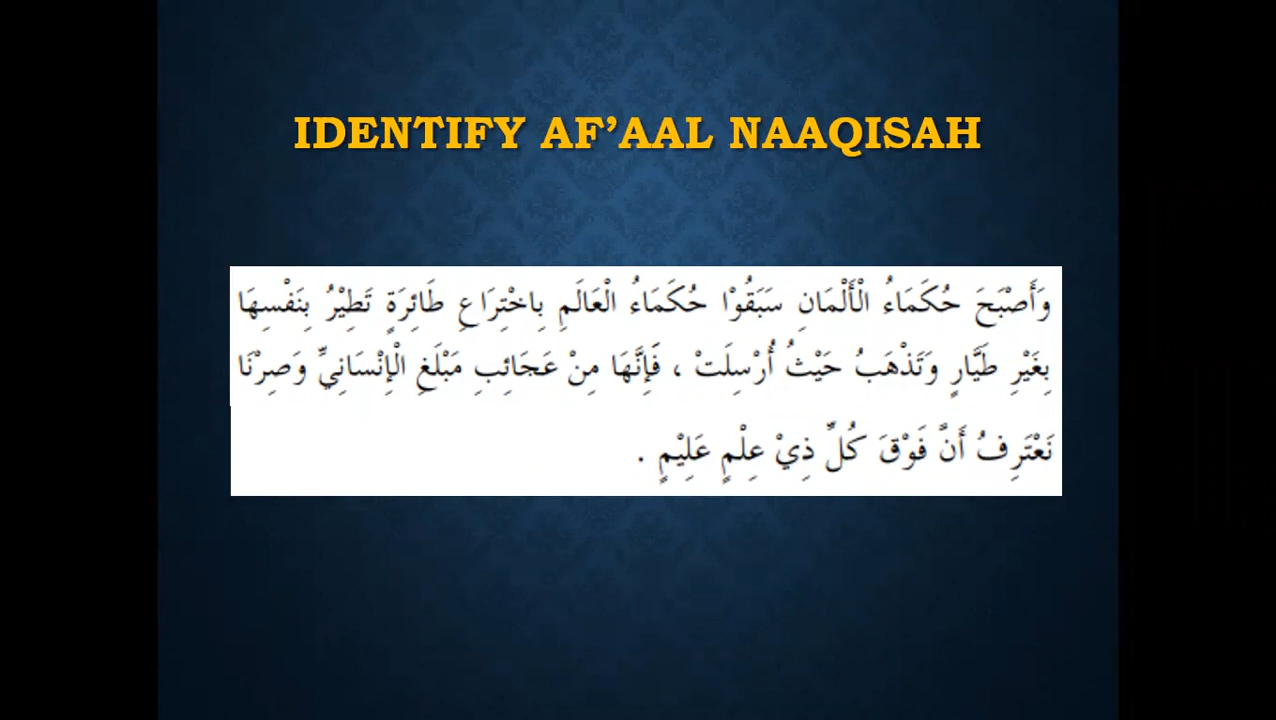 IDENTIFY AF’AAL NAAQISAH
وَأَصْبَحَ حُكَمَاءُ الْأَلْمَانِ سَبَقُوْا حُكَمَاءُ الْعَالَمِ بِاخْتِرَاعِ طَائِرَةٍ تَطِيْرُ بِنَفْسِهَا
بِغَيْرِ طَيَّارٍ وَتَذْهَبُ حَيْثُ أُرْسِلَتْ ، فَإِنَّهَا مِنْ عَجَائِبِ مَبْلَغِ الْإِنْسَانِيِّ وَصِرْنَا
نَعْتَرِفُ أَنَّ فَوْقَ كُلِّ ذِيْ عِلْمٍ عَلِيْمٍ .